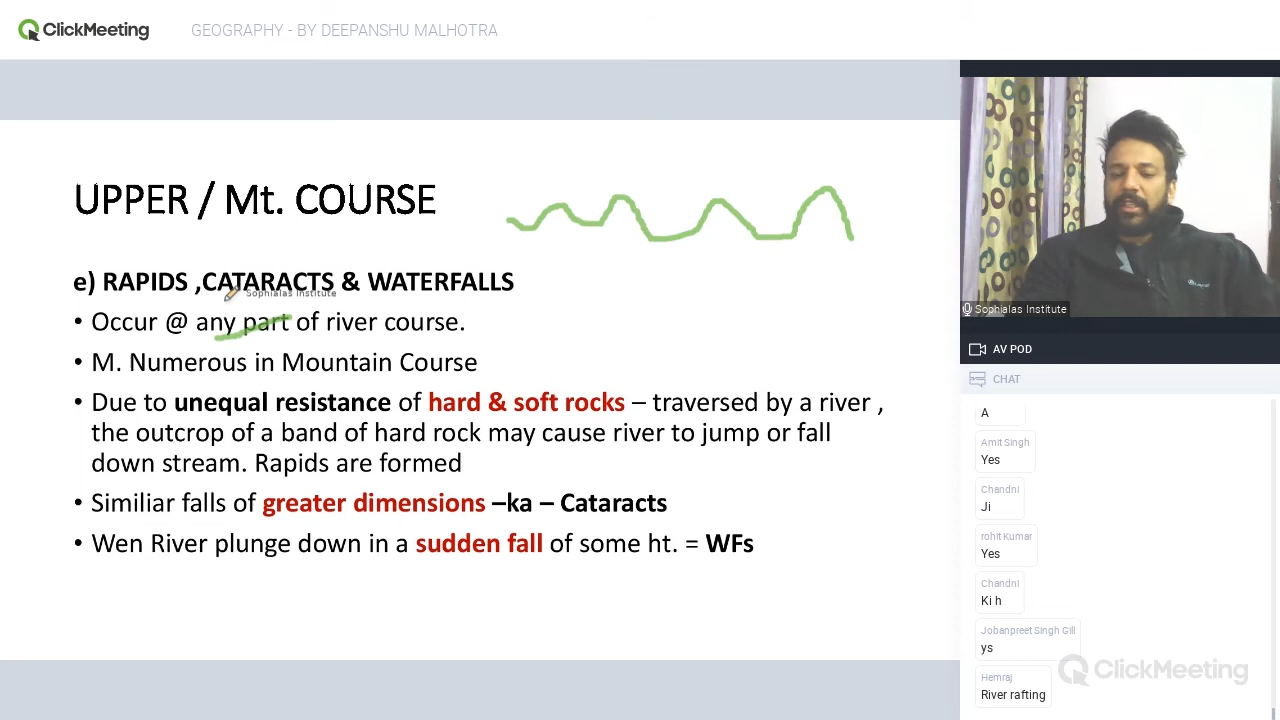 ClickMeeting
GEOGRAPHY - BY DEEPANSHU MALHOTRA
UPPER / Mt. COURSE
e) RAPIDS ,CATARACTS & WATERFALLS
Sophialas Institute
• Occur @ any part of river course.
• M. Numerous in Mountain Course
• Due to unequal resistance of hard & soft rocks – traversed by a river ,
the outcrop of a band of hard rock may cause river to jump or fall
down stream. Rapids are formed
• Similiar falls of greater dimensions –ka – Cataracts
• Wen River plunge down in a sudden fall of some ht. = WFs
Sophialas Institute
AV POD
CHAT
A
Amit Singh
Yes
Chandni
Ji
rohit Kumar
Yes
Chandni
Ki h
Jobanpreet Singh Gill
ys
Hemraj
River rafting
ClickMeeting